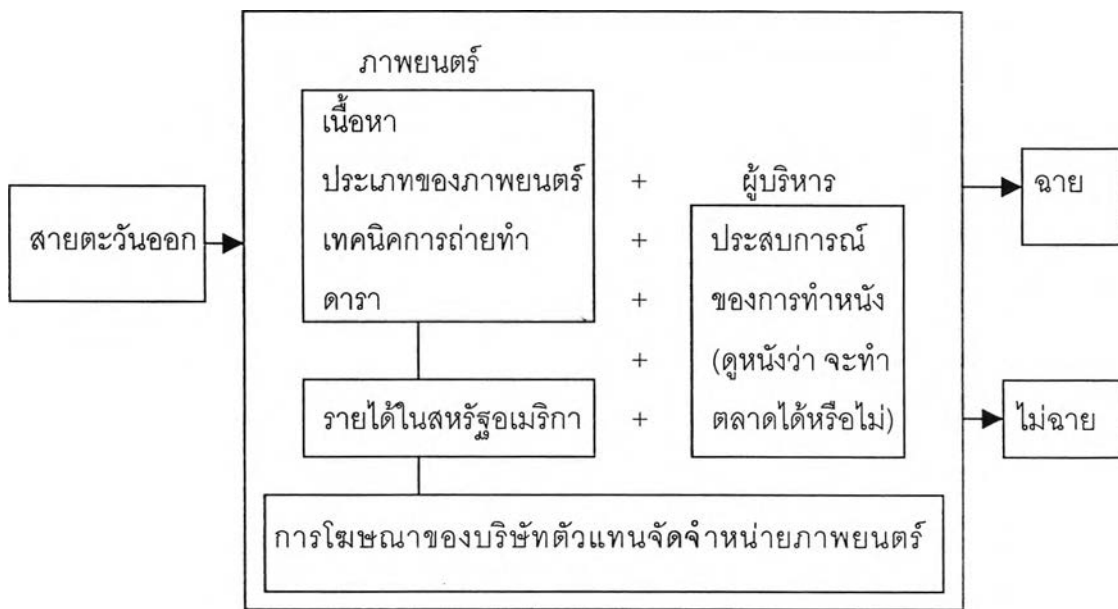 ภาพยนตร์
เนื้อหา
ประเภทของภาพยนตร์ + ผู้บริหาร
เทคนิคการถ่ายทำ + ประสบการณ์
ดารา + ของการทำหนัง
+ (ดูหนังว่า จะทำ
รายได้ในสหรัฐอเมริกา + ตลาดได้หรือไม่)
การโฆษณาของบริษัทตัวแทนจัดจำหน่ายภาพยนตร์
สายตะวันออก
ฉาย
ไม่ฉาย